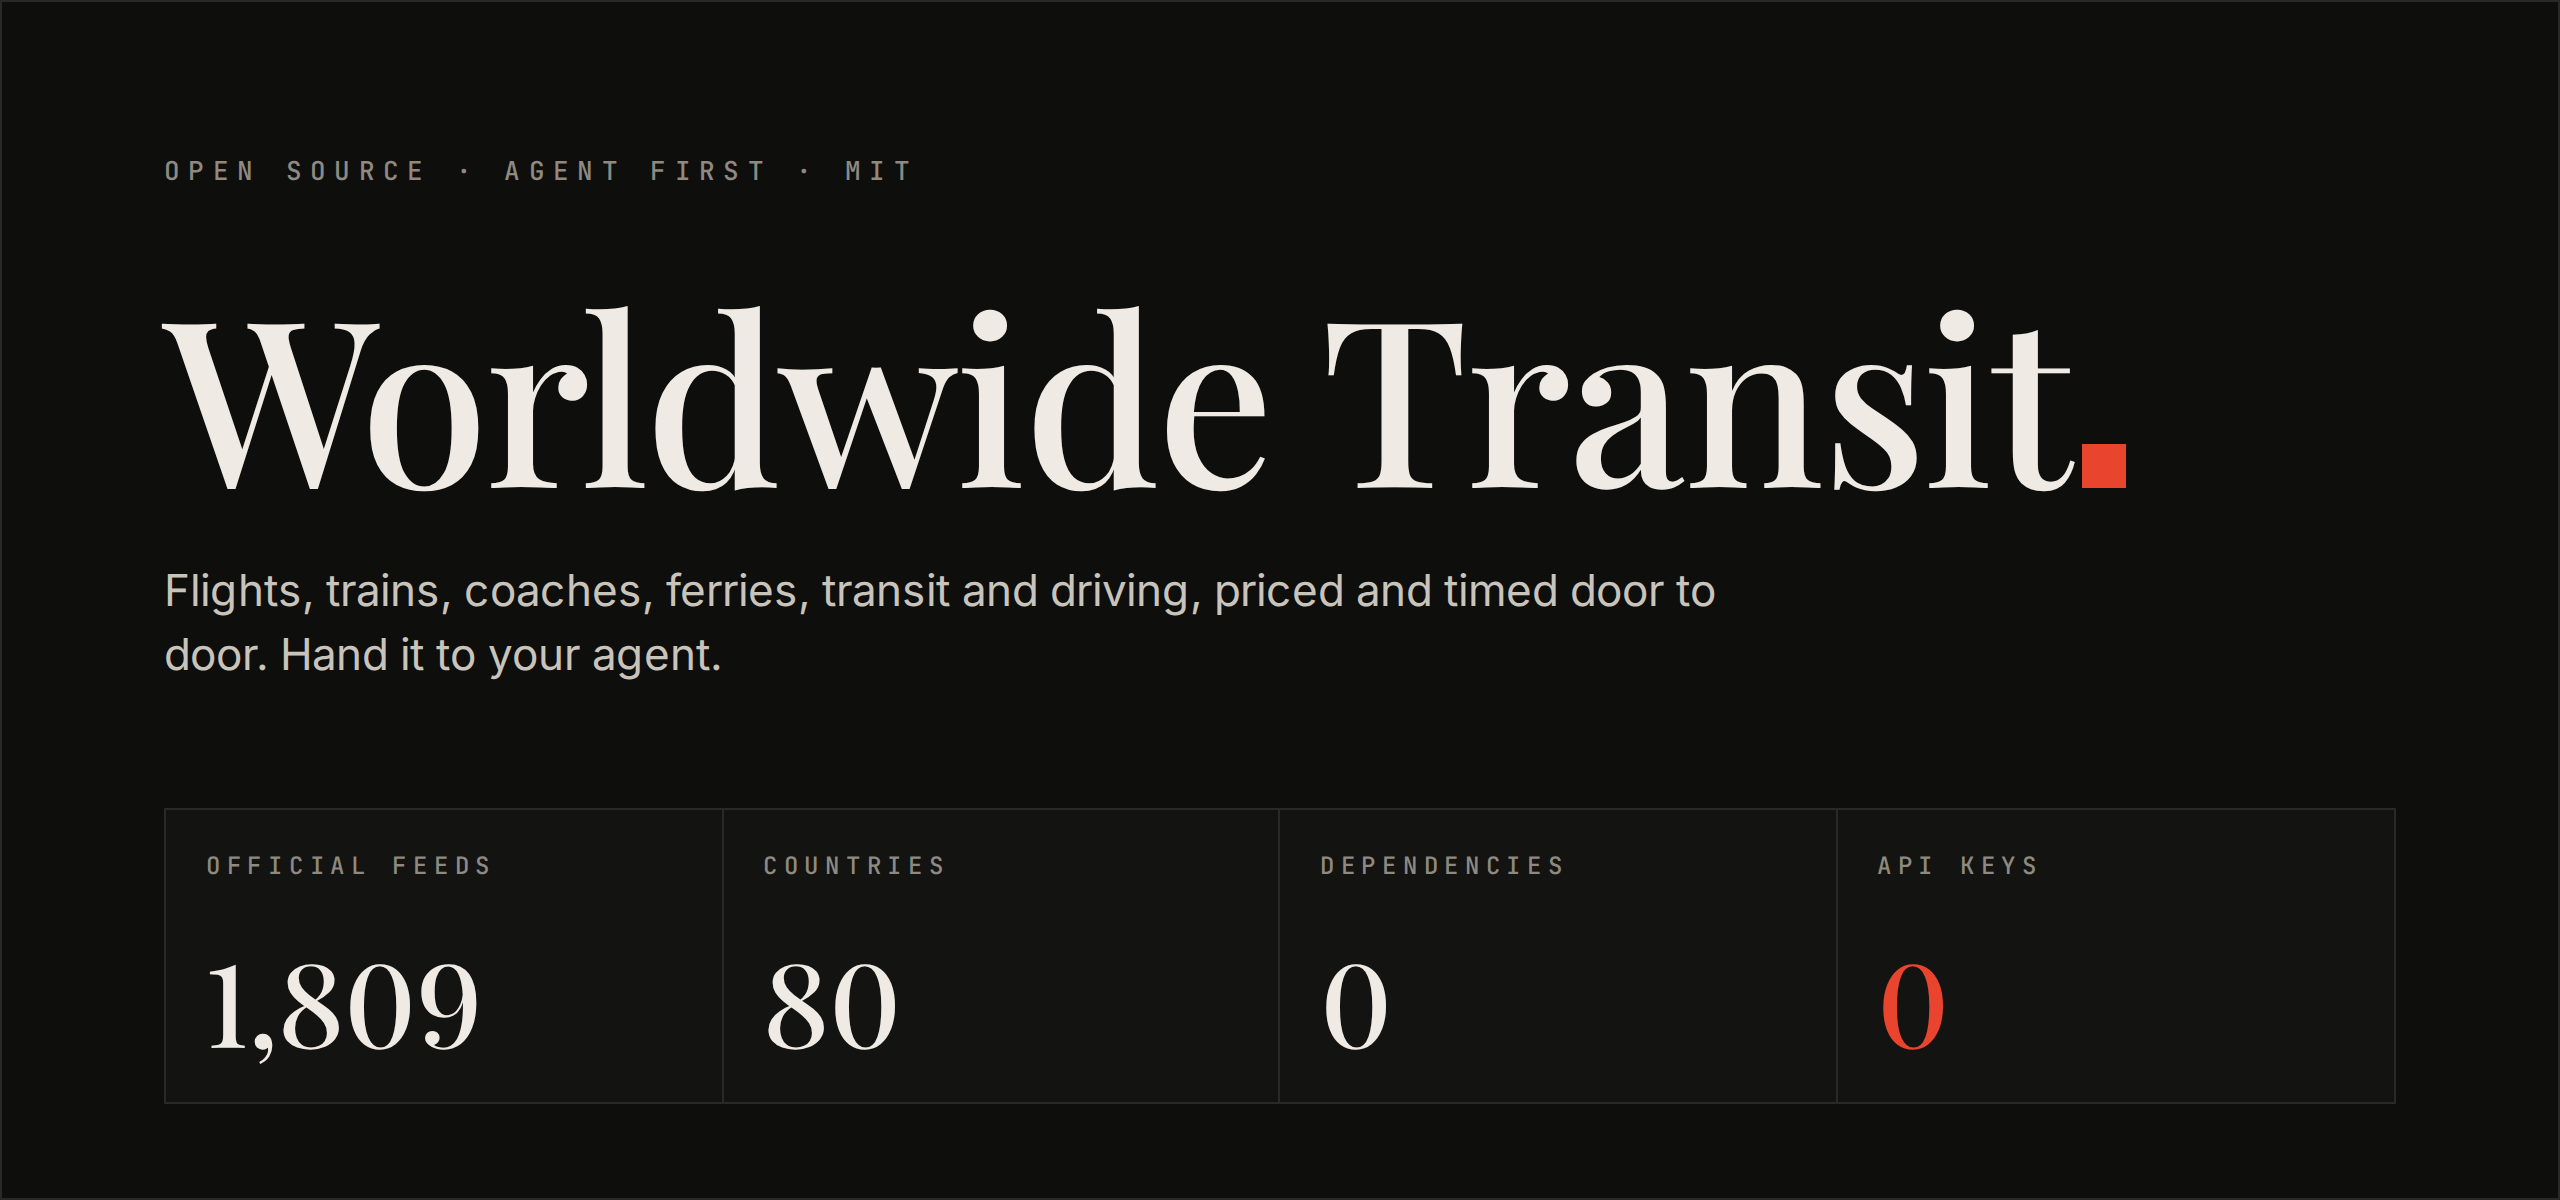 OPEN SOURCE · AGENT FIRST · MIT
Worldwide Transit.
Flights, trains, coaches, ferries, transit and driving, priced and timed door to
door. Hand it to your agent.
OFFICIAL FEEDS
1,809
COUNTRIES
80
DEPENDENCIES
0
API KEYS
0